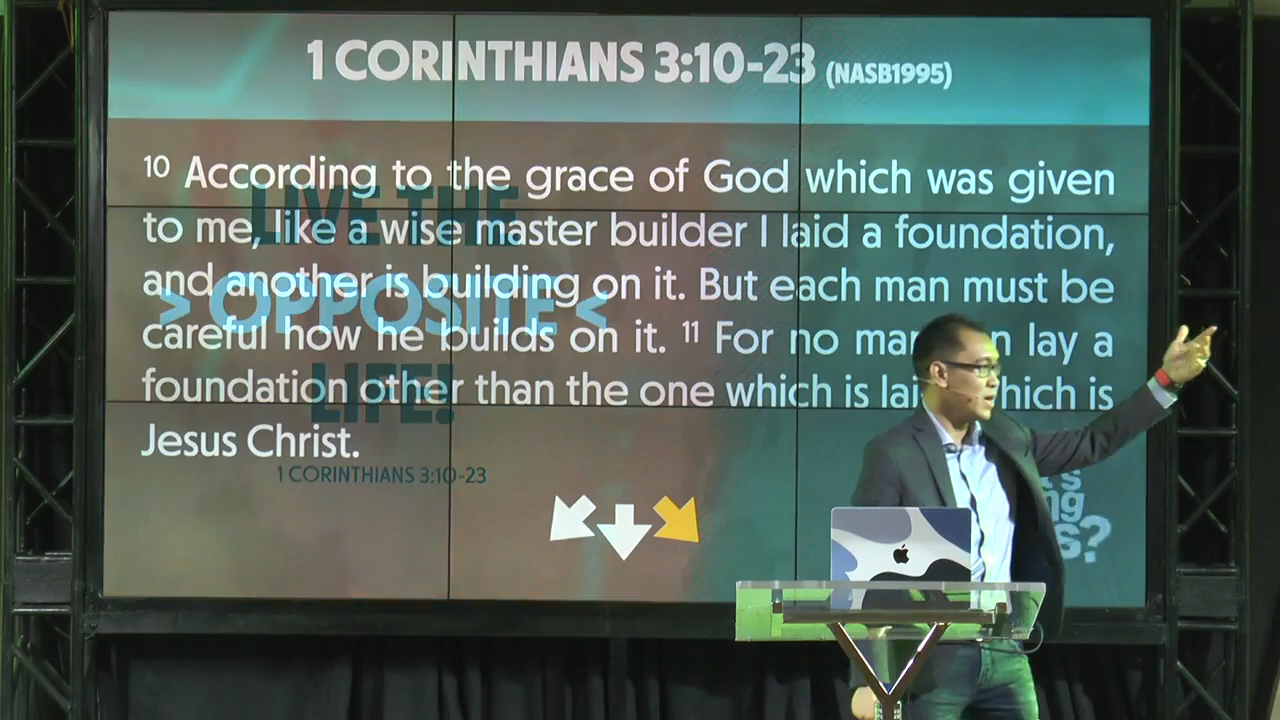 1 CORINTHIANS 3:10-23 (NASB1995)
10 According to the grace of God which was given
to me, like a wise master builder I laid a foundation,
and another is building on it. But each man must be
careful how he builds on it. 11 For no man lay a
foundation other than the one which is which is
Jesus Christ.
LIVE THE
> OPPOSITE <
LIFE!
1 CORINTHIANS 3:10-23